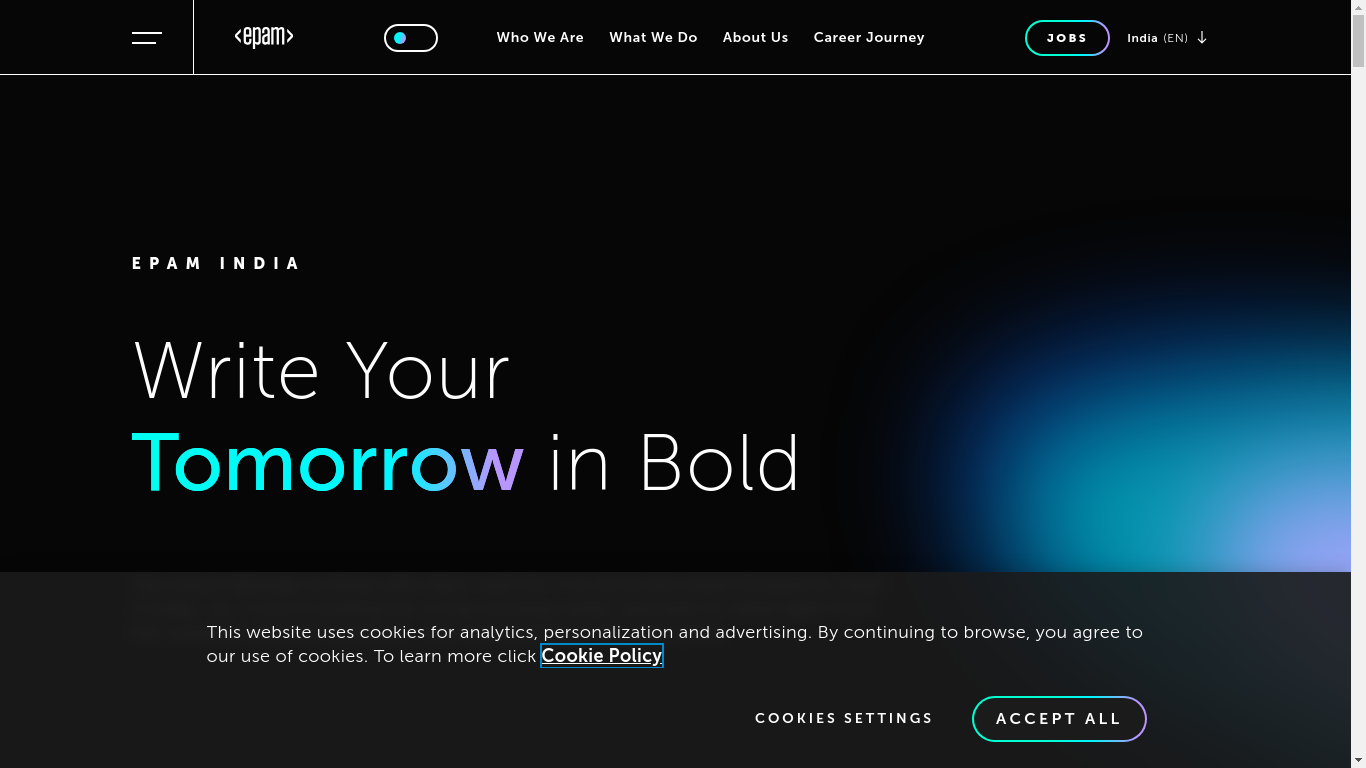 <epam>
Who We Are
What We Do
About Us
Career Journey
JOBS
India (EN)
EPAM INDIA
Write Your
Tomorrow in Bold
This website uses cookies for analytics, personalization and advertising. By continuing to browse, you agree to
our use of cookies. To learn more click Cookie Policy
COOKIES SETTINGS
ACCEPT ALL